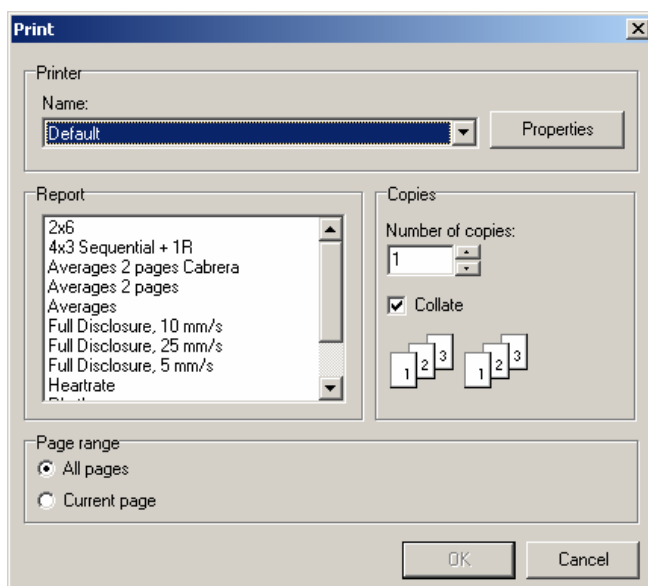 Print
Printer
Name:
Default
Properties
Report
2x6
4x3 Sequential + 1R
Averages 2 pages Cabrera
Averages 2 pages
Averages
Full Disclosure, 10 mm/s
Full Disclosure, 25 mm/s
Full Disclosure, 5 mm/s
Heartrate
Copies
Number of copies:
1
Collate
1 2 3 1 2 3
Page range
All pages
Current page
OK
Cancel